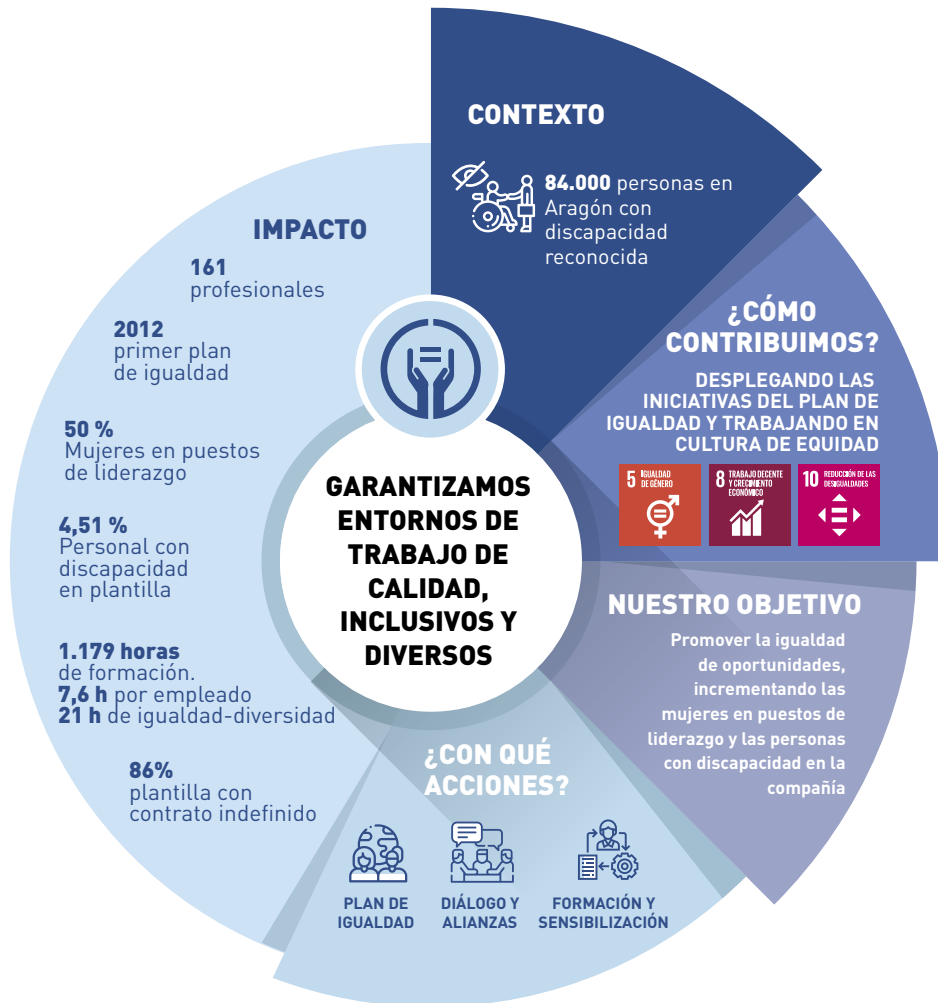 CONTEXTO
84.000 personas en
Aragón con
discapacidad
reconocida
¿CÓMO
CONTRIBUIMOS?
DESPLEGANDO LAS
INICIATIVAS DEL PLAN DE
IGUALDAD Y TRABAJANDO EN
CULTURA DE EQUIDAD
5 IGUALDAD
DE GÉNERO
8 TRABAJO DECENTE
Y CRECIMIENTO
ECONÓMICO
10 REDUCCIÓN DE LAS
DESIGUALDADES
NUESTRO OBJETIVO
Promover la igualdad
de oportunidades,
incrementando las
mujeres en puestos de
liderazgo y las personas
con discapacidad en la
compañía
¿CON QUÉ
ACCIONES?
PLAN DE
IGUALDAD
DIÁLOGO Y
ALIANZAS
FORMACIÓN Y
SENSIBILIZACIÓN
IMPACTO
161
profesionales
2012
primer plan
de igualdad
50 %
Mujeres en puestos
de liderazgo
4,51 %
Personal con
discapacidad
en plantilla
1.179 horas
de formación.
7,6 h por empleado
21 h de igualdad-diversidad
86%
plantilla con
contrato indefinido
GARANTIZAMOS
ENTORNOS DE
TRABAJO DE
CALIDAD,
INCLUSIVOS Y
DIVERSOS